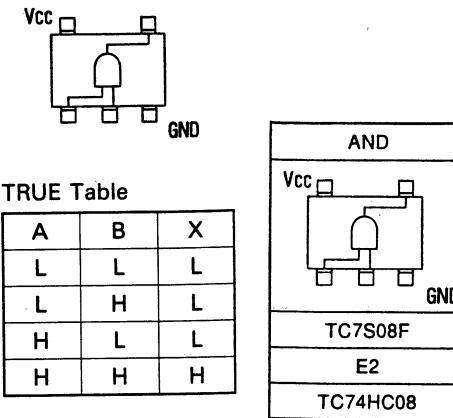 Vcc
GND
TRUE Table
A B X
L L L
L H L
H L L
H H H
AND
Vcc
GND
TC7S08F
E2
TC74HC08